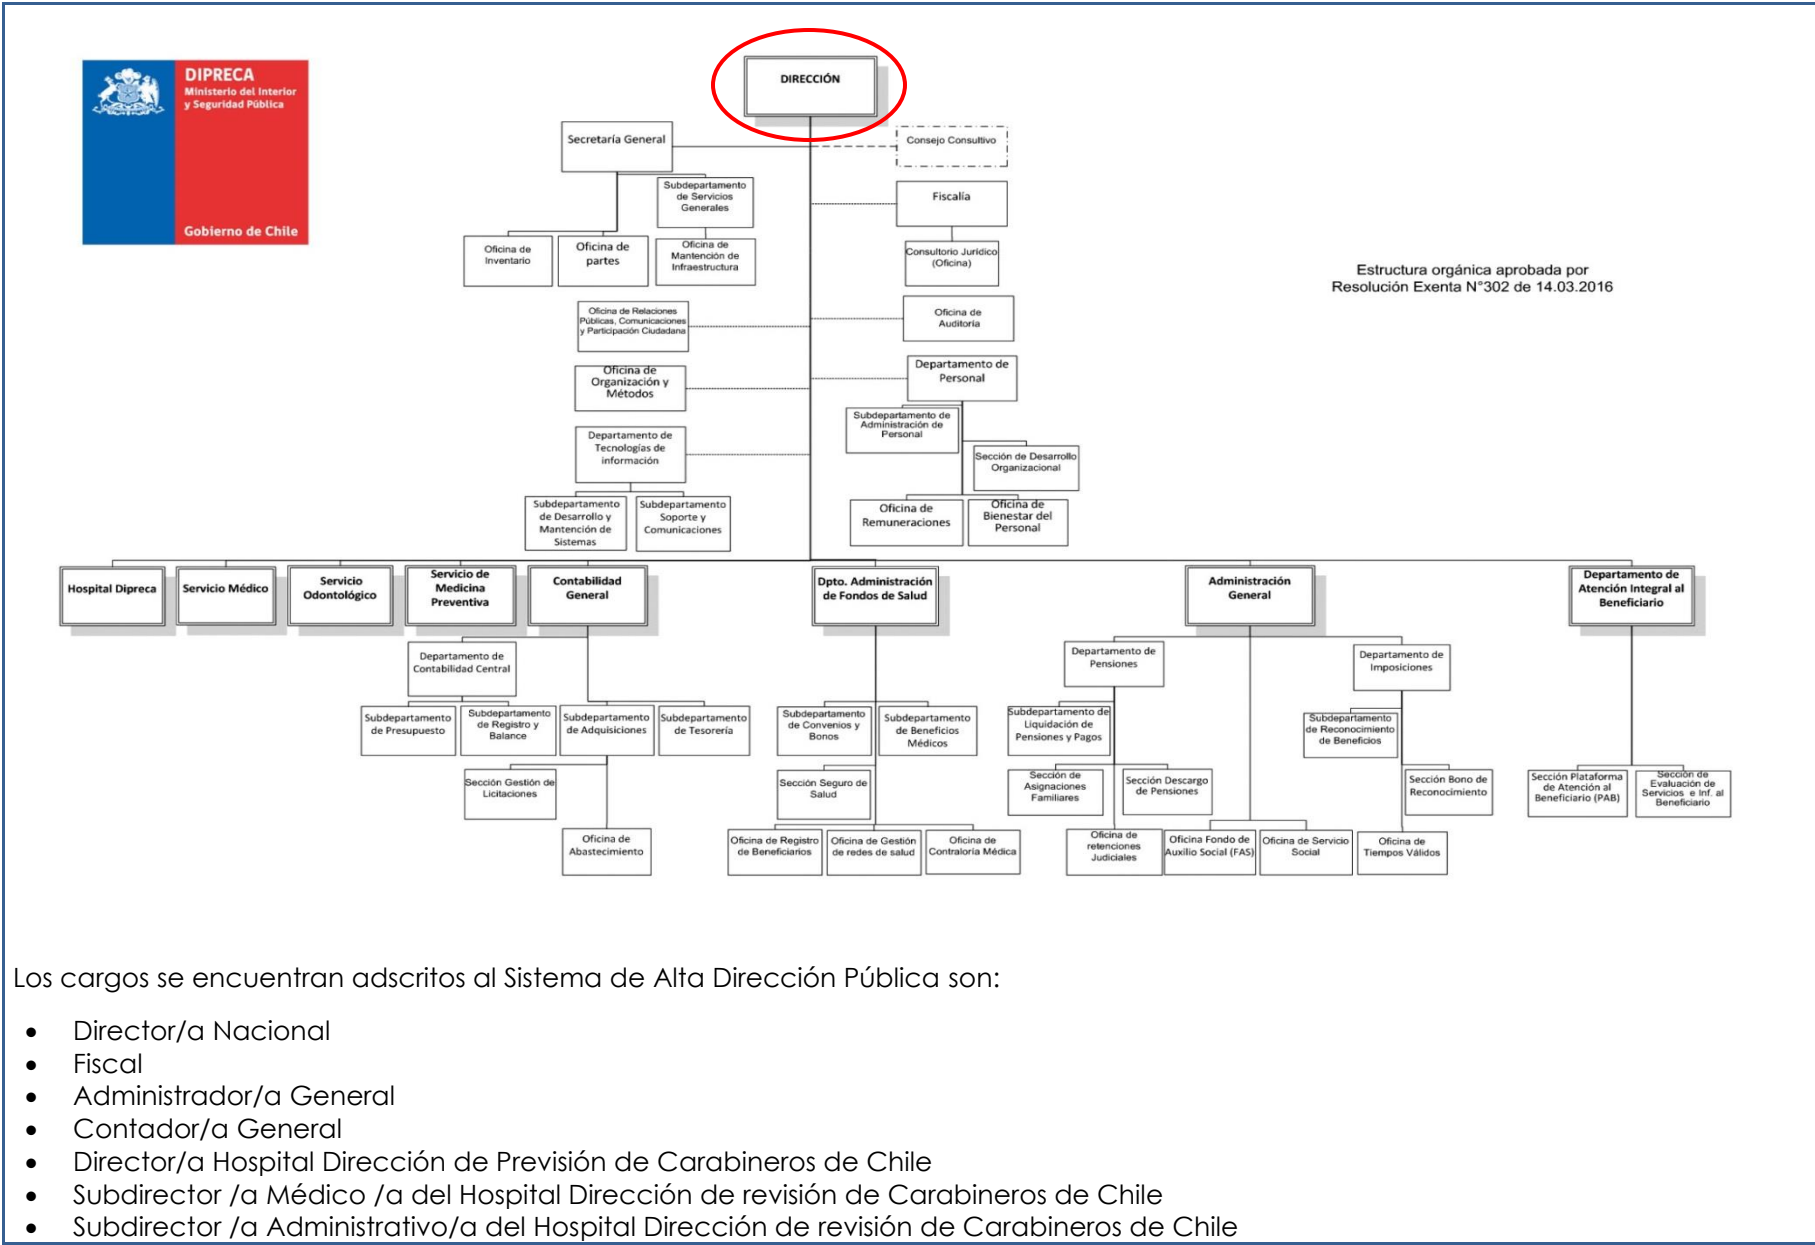 DIPRECA
Ministerio del Interior
y Seguridad Pública
Gobierno de Chile
DIRECCIÓN
Secretaría General
Consejo Consultivo
Subdepartamento
de Servicios
Generales
Fiscalía
Oficina de
Inventario
Oficina de
partes
Oficina de
Mantención de
Infraestructura
Consultorio Jurídico
(Oficina)
Estructura orgánica aprobada por
Resolución Exenta N°302 de 14.03.2016
Oficina de Relaciones
Públicas, Comunicaciones
y Participación Ciudadana
Oficina de
Auditoría
Oficina de
Organización y
Métodos
Departamento de
Personal
Subdepartamento de
Administración de
Personal
Departamento de
Tecnologías de
información
Sección de Desarrollo
Organizacional
Subdepartamento
de Desarrollo y
Mantención de
Sistemas
Subdepartamento
Soporte y
Comunicaciones
Oficina de
Remuneraciones
Oficina de
Bienestar del
Personal
Hospital Dipreca
Servicio Médico
Servicio
Odontológico
Servicio de
Medicina
Preventiva
Contabilidad
General
Dpto. Administración
de Fondos de Salud
Administración
General
Departamento de
Atención Integral al
Beneficiario
Departamento de
Contabilidad Central
Departamento de
Pensiones
Departamento de
Imposiciones
Subdepartamento
de Presupuesto
Subdepartamento
de Registro y
Balance
Subdepartamento
de Adquisiciones
Subdepartamento
de Tesorería
Subdepartamento
de Convenios y
Bonos
Subdepartamento
de Beneficios
Médicos
Subdepartamento de
Liquidación de
Pensiones y Pagos
Subdepartamento
de Reconocimiento
de Beneficios
Sección Gestión de
Licitaciones
Sección Seguro de
Salud
Sección de
Asignaciones
Familiares
Sección Descargo
de Pensiones
Sección Bono de
Reconocimiento
Sección Plataforma
de Atención al
Beneficiario (PAB)
Sección de
Evaluación de
Servicios e Inf. al
Beneficiario
Oficina de
Abastecimiento
Oficina de Registro
de Beneficiarios
Oficina de Gestión
de redes de salud
Oficina de
Contraloría Médica
Oficina de
retenciones
Judiciales
Oficina Fondo de
Auxilio Social (FAS)
Oficina de Servicio
Social
Oficina de
Tiempos Válidos
Los cargos se encuentran adscritos al Sistema de Alta Dirección Pública son:
• Director/a Nacional
• Fiscal
• Administrador/a General
• Contador/a General
• Director/a Hospital Dirección de Previsión de Carabineros de Chile
• Subdirector /a Médico /a del Hospital Dirección de revisión de Carabineros de Chile
• Subdirector /a Administrativo/a del Hospital Dirección de revisión de Carabineros de Chile